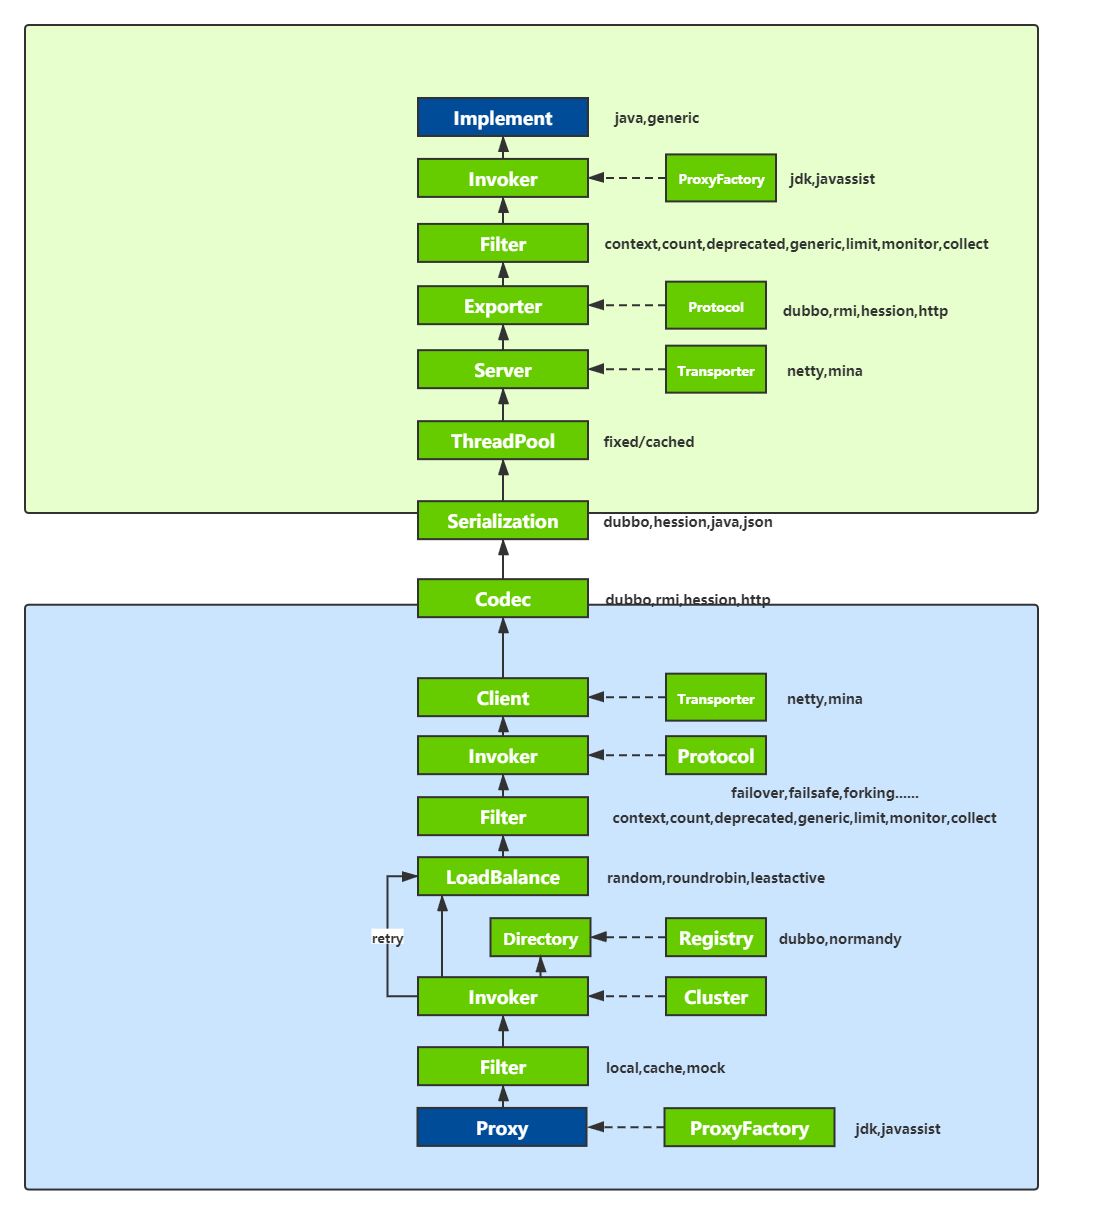 Implement
java,generic
Invoker
ProxyFactory
jdk,javassist
Filter
context,count,deprecated,generic,limit,monitor,collect
Exporter
Protocol
dubbo,rmi,hession,http
Server
Transporter
netty,mina
ThreadPool
fixed/cached
Serialization
dubbo,hession,java,json
Codec
dubbo,rmi,hession,http
Client
Transporter
netty,mina
Invoker
Protocol
failover,failsafe,forking......
Filter
context,count,deprecated,generic,limit,monitor,collect
LoadBalance
random,roundrobin,leastactive
retry
Directory
Registry
dubbo,normandy
Invoker
Cluster
Filter
local,cache,mock
Proxy
ProxyFactory
jdk,javassist